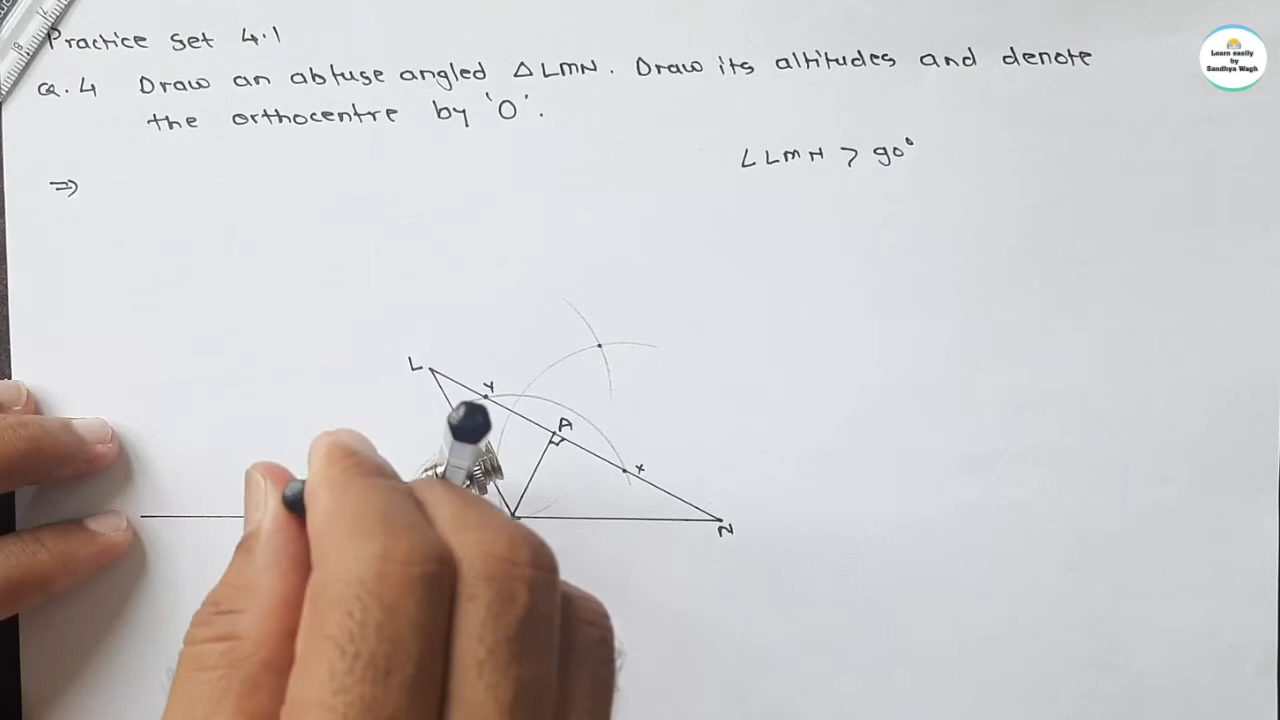 Practice set 4.1
Q.4 Draw an abtuse angled △LMN. Draw its altitudes and denote
the orthocentre by 'O'.
∠LMN > 90°
⇒
L
Y
A
X
N
Learn easily
by
Sandhya Wagh